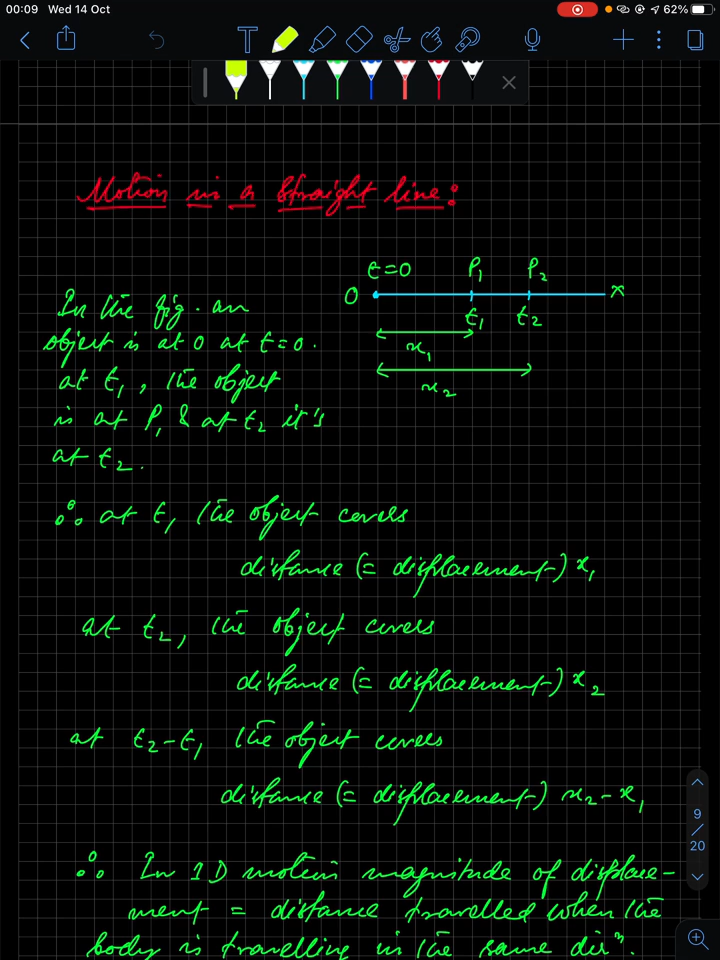 00:09 Wed 14 Oct
62%
Motion in a straight line:
t=0 P₁ P₂
O x
t₁ t₂
x₁
x₂
In the fig. an
object is at O at t=0.
at t₁, the object
is at P₁ & at t₂ it's
at t₂.
∴ at t₁ the object covers
distance (= displacement) x₁
at t₂, the object covers
distance (= displacement) x₂
at t₂-t₁ the object covers
distance (= displacement) x₂-x₁
∴ In 1D motion magnitude of displace-
ment = distance travelled when the
body is travelling in the same dirⁿ.
9
/
20